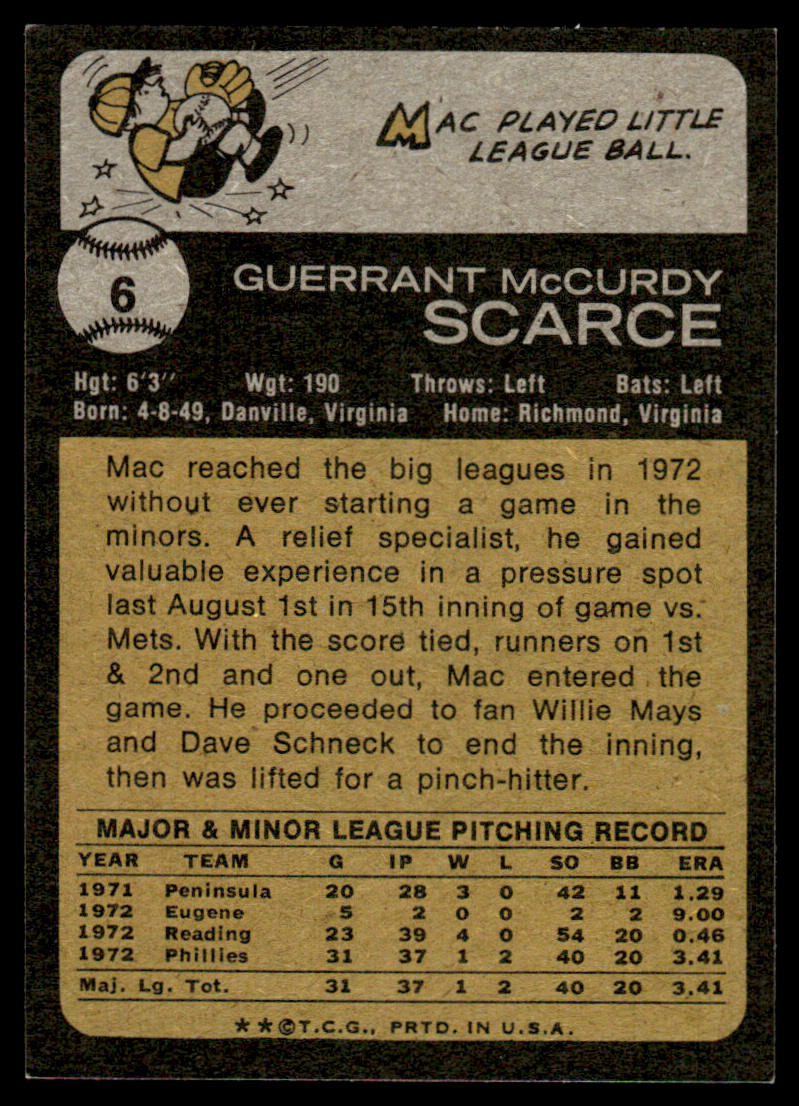 MAC PLAYED LITTLE
LEAGUE BALL.
6
GUERRANT McCURDY
SCARCE
Hgt: 6'3" Wgt: 190 Throws: Left Bats: Left
Born: 4-8-49, Danville, Virginia Home: Richmond, Virginia
Mac reached the big leagues in 1972
without ever starting a game in the
minors. A relief specialist, he gained
valuable experience in a pressure spot
last August 1st in 15th inning of game vs.
Mets. With the score tied, runners on 1st
& 2nd and one out, Mac entered the
game. He proceeded to fan Willie Mays
and Dave Schneck to end the inning,
then was lifted for a pinch-hitter.
MAJOR & MINOR LEAGUE PITCHING RECORD
YEAR TEAM G IP W L SO BB ERA
1971 Peninsula 20 28 3 0 42 11 1.29
1972 Eugene 5 2 0 0 2 2 9.00
1972 Reading 23 39 4 0 54 20 0.46
1972 Phillies 31 37 1 2 40 20 3.41
Maj. Lg. Tot. 31 37 1 2 40 20 3.41
**©T.C.G., PRTD. IN U.S.A.